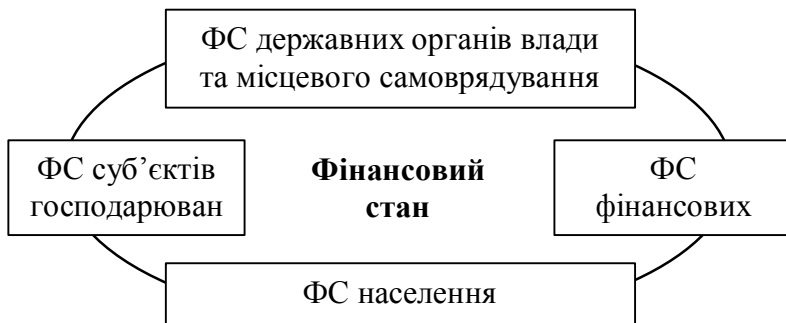 ФС державних органів влади
та місцевого самоврядування
ФС суб’єктів
господарюван
Фінансовий
стан
ФС
фінансових
ФС населення